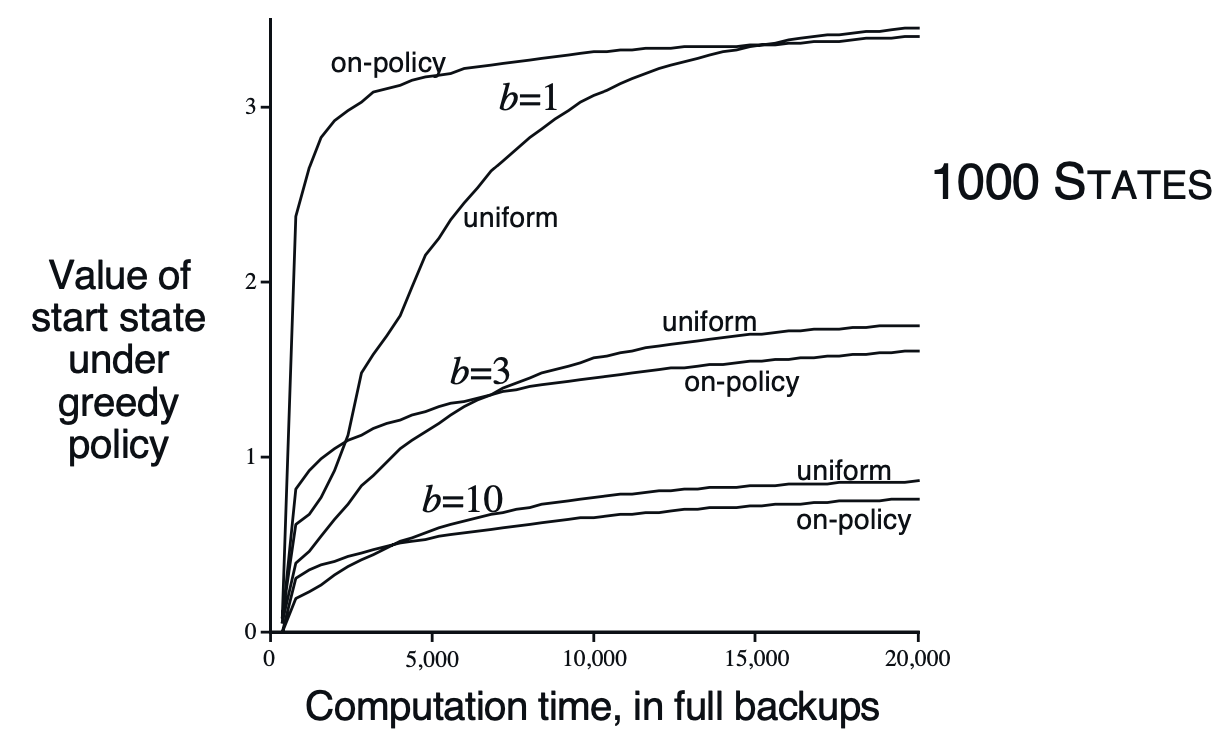 on-policy
b=1
1000 STATES
uniform
Value of
start state
under
greedy
policy
uniform
b=3
on-policy
uniform
b=10
on-policy
3
2
1
0
0 5,000 10,000 15,000 20,000
Computation time, in full backups